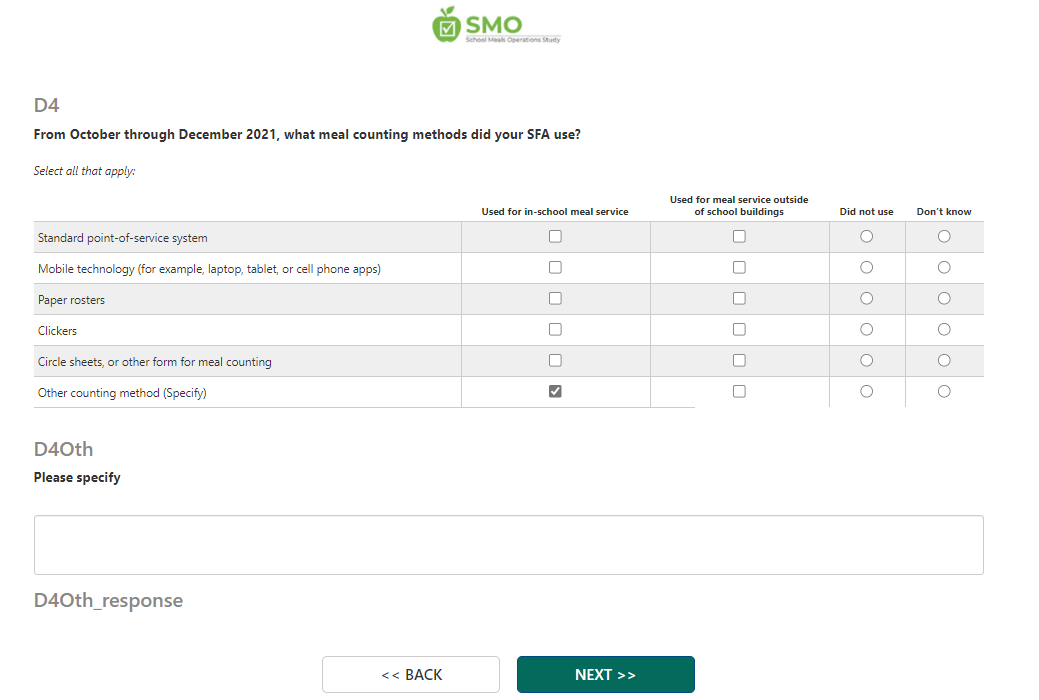 SMO
School Meals Operations Study
D4
From October through December 2021, what meal counting methods did your SFA use?
Select all that apply:
Used for in-school meal service
Used for meal service outside
of school buildings
Did not use
Don't know
Standard point-of-service system
Mobile technology (for example, laptop, tablet, or cell phone apps)
Paper rosters
Clickers
Circle sheets, or other form for meal counting
Other counting method (Specify)
D4Oth
Please specify
D4Oth_response
<< BACK
NEXT >>